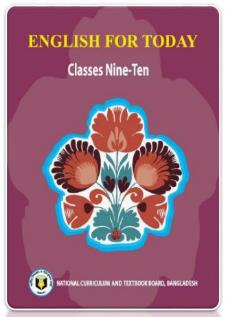 ENGLISH FOR TODAY
Classes Nine-Ten
NATIONAL CURRICULUM AND TEXTBOOK BOARD, BANGLADESH